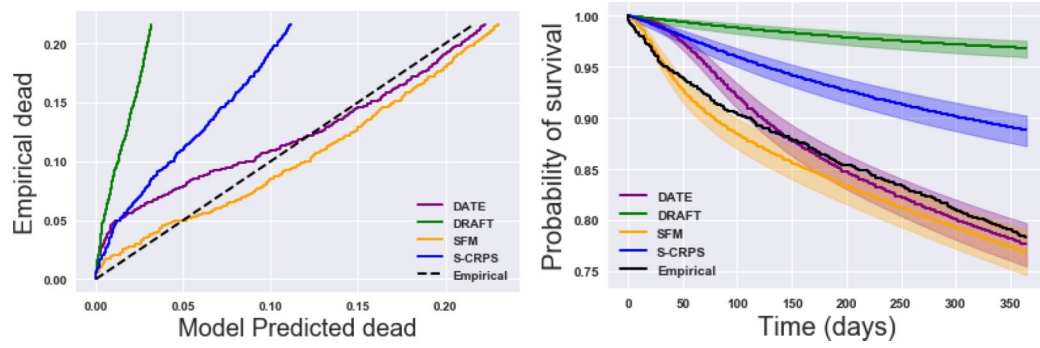 Empirical dead
0.20
0.15
0.10
0.05
0.00
DATE
DRAFT
SFM
S-CRPS
Empirical
0.00 0.05 0.10 0.15 0.20
Model Predicted dead
Probability of survival
1.00
0.95
0.90
0.85
0.80
0.75
DATE
DRAFT
SFM
S-CRPS
Empirical
0 50 100 150 200 250 300 350
Time (days)